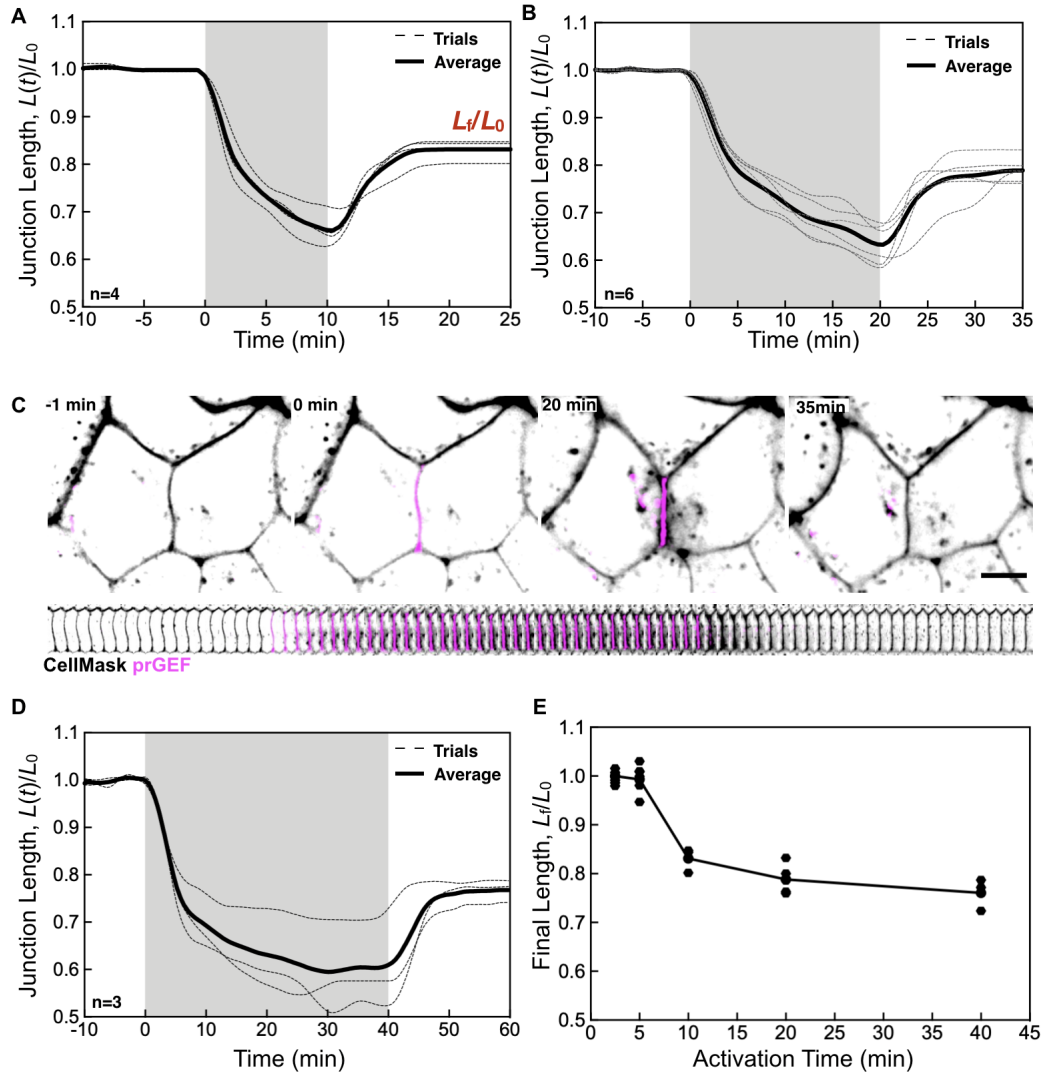 A
1.1
1.0
0.9
0.8
0.7
0.6
0.5
Junction Length, L(t)/L0
Trials
Average
Lf/L0
n=4
-10 -5 0 5 10 15 20 25
Time (min)
B
1.1
1.0
0.9
0.8
0.7
0.6
0.5
Junction Length, L(t)/L0
Trials
Average
n=6
-10 -5 0 5 10 15 20 25 30 35
Time (min)
C
-1 min
0 min
20 min
35min
CellMask prGEF
D
1.1
1.0
0.9
0.8
0.7
0.6
0.5
Junction Length, L(t)/L0
Trials
Average
n=3
-10 0 10 20 30 40 50 60
Time (min)
E
1.1
1.0
0.9
0.8
0.7
0.6
0.5
Final Length, Lf/L0
0 5 10 15 20 25 30 35 40 45
Activation Time (min)